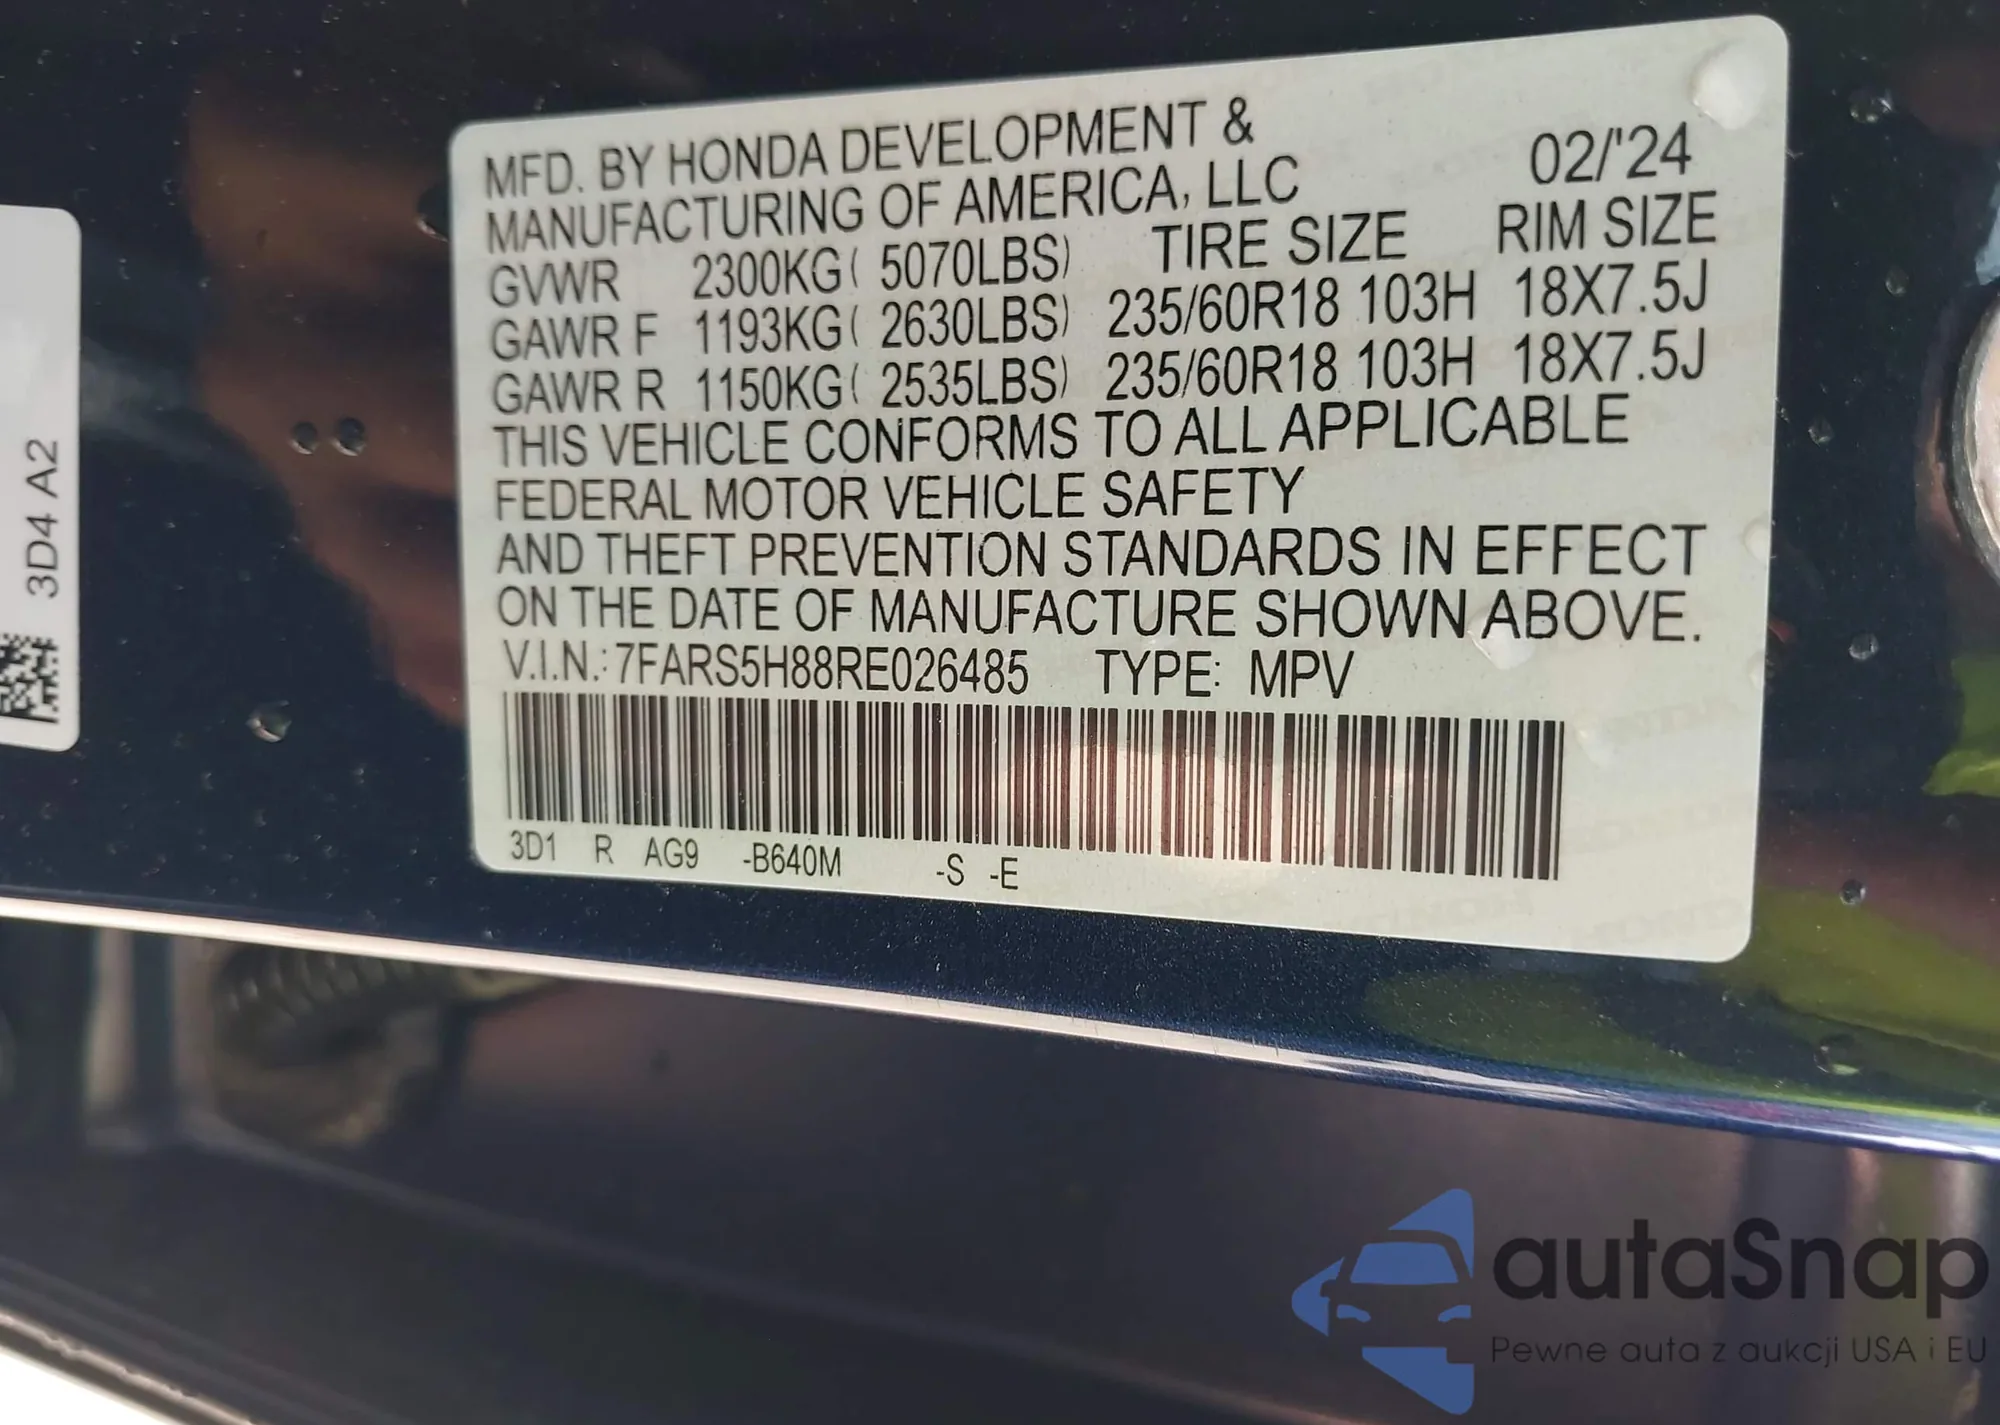 MFD. BY HONDA DEVELOPMENT &
MANUFACTURING OF AMERICA, LLC 02/'24
GVWR 2300KG( 5070LBS) TIRE SIZE RIM SIZE
GAWR F 1193KG( 2630LBS) 235/60R18 103H 18X7.5J
GAWR R 1150KG( 2535LBS) 235/60R18 103H 18X7.5J
THIS VEHICLE CONFORMS TO ALL APPLICABLE
FEDERAL MOTOR VEHICLE SAFETY
AND THEFT PREVENTION STANDARDS IN EFFECT
ON THE DATE OF MANUFACTURE SHOWN ABOVE.
V.I.N.: 7FARS5H88RE026485 TYPE: MPV
3D1 R AG9 -B640M -S -E
3D4 A2
autaSnap
Pewne auta z aukcji USA i EU